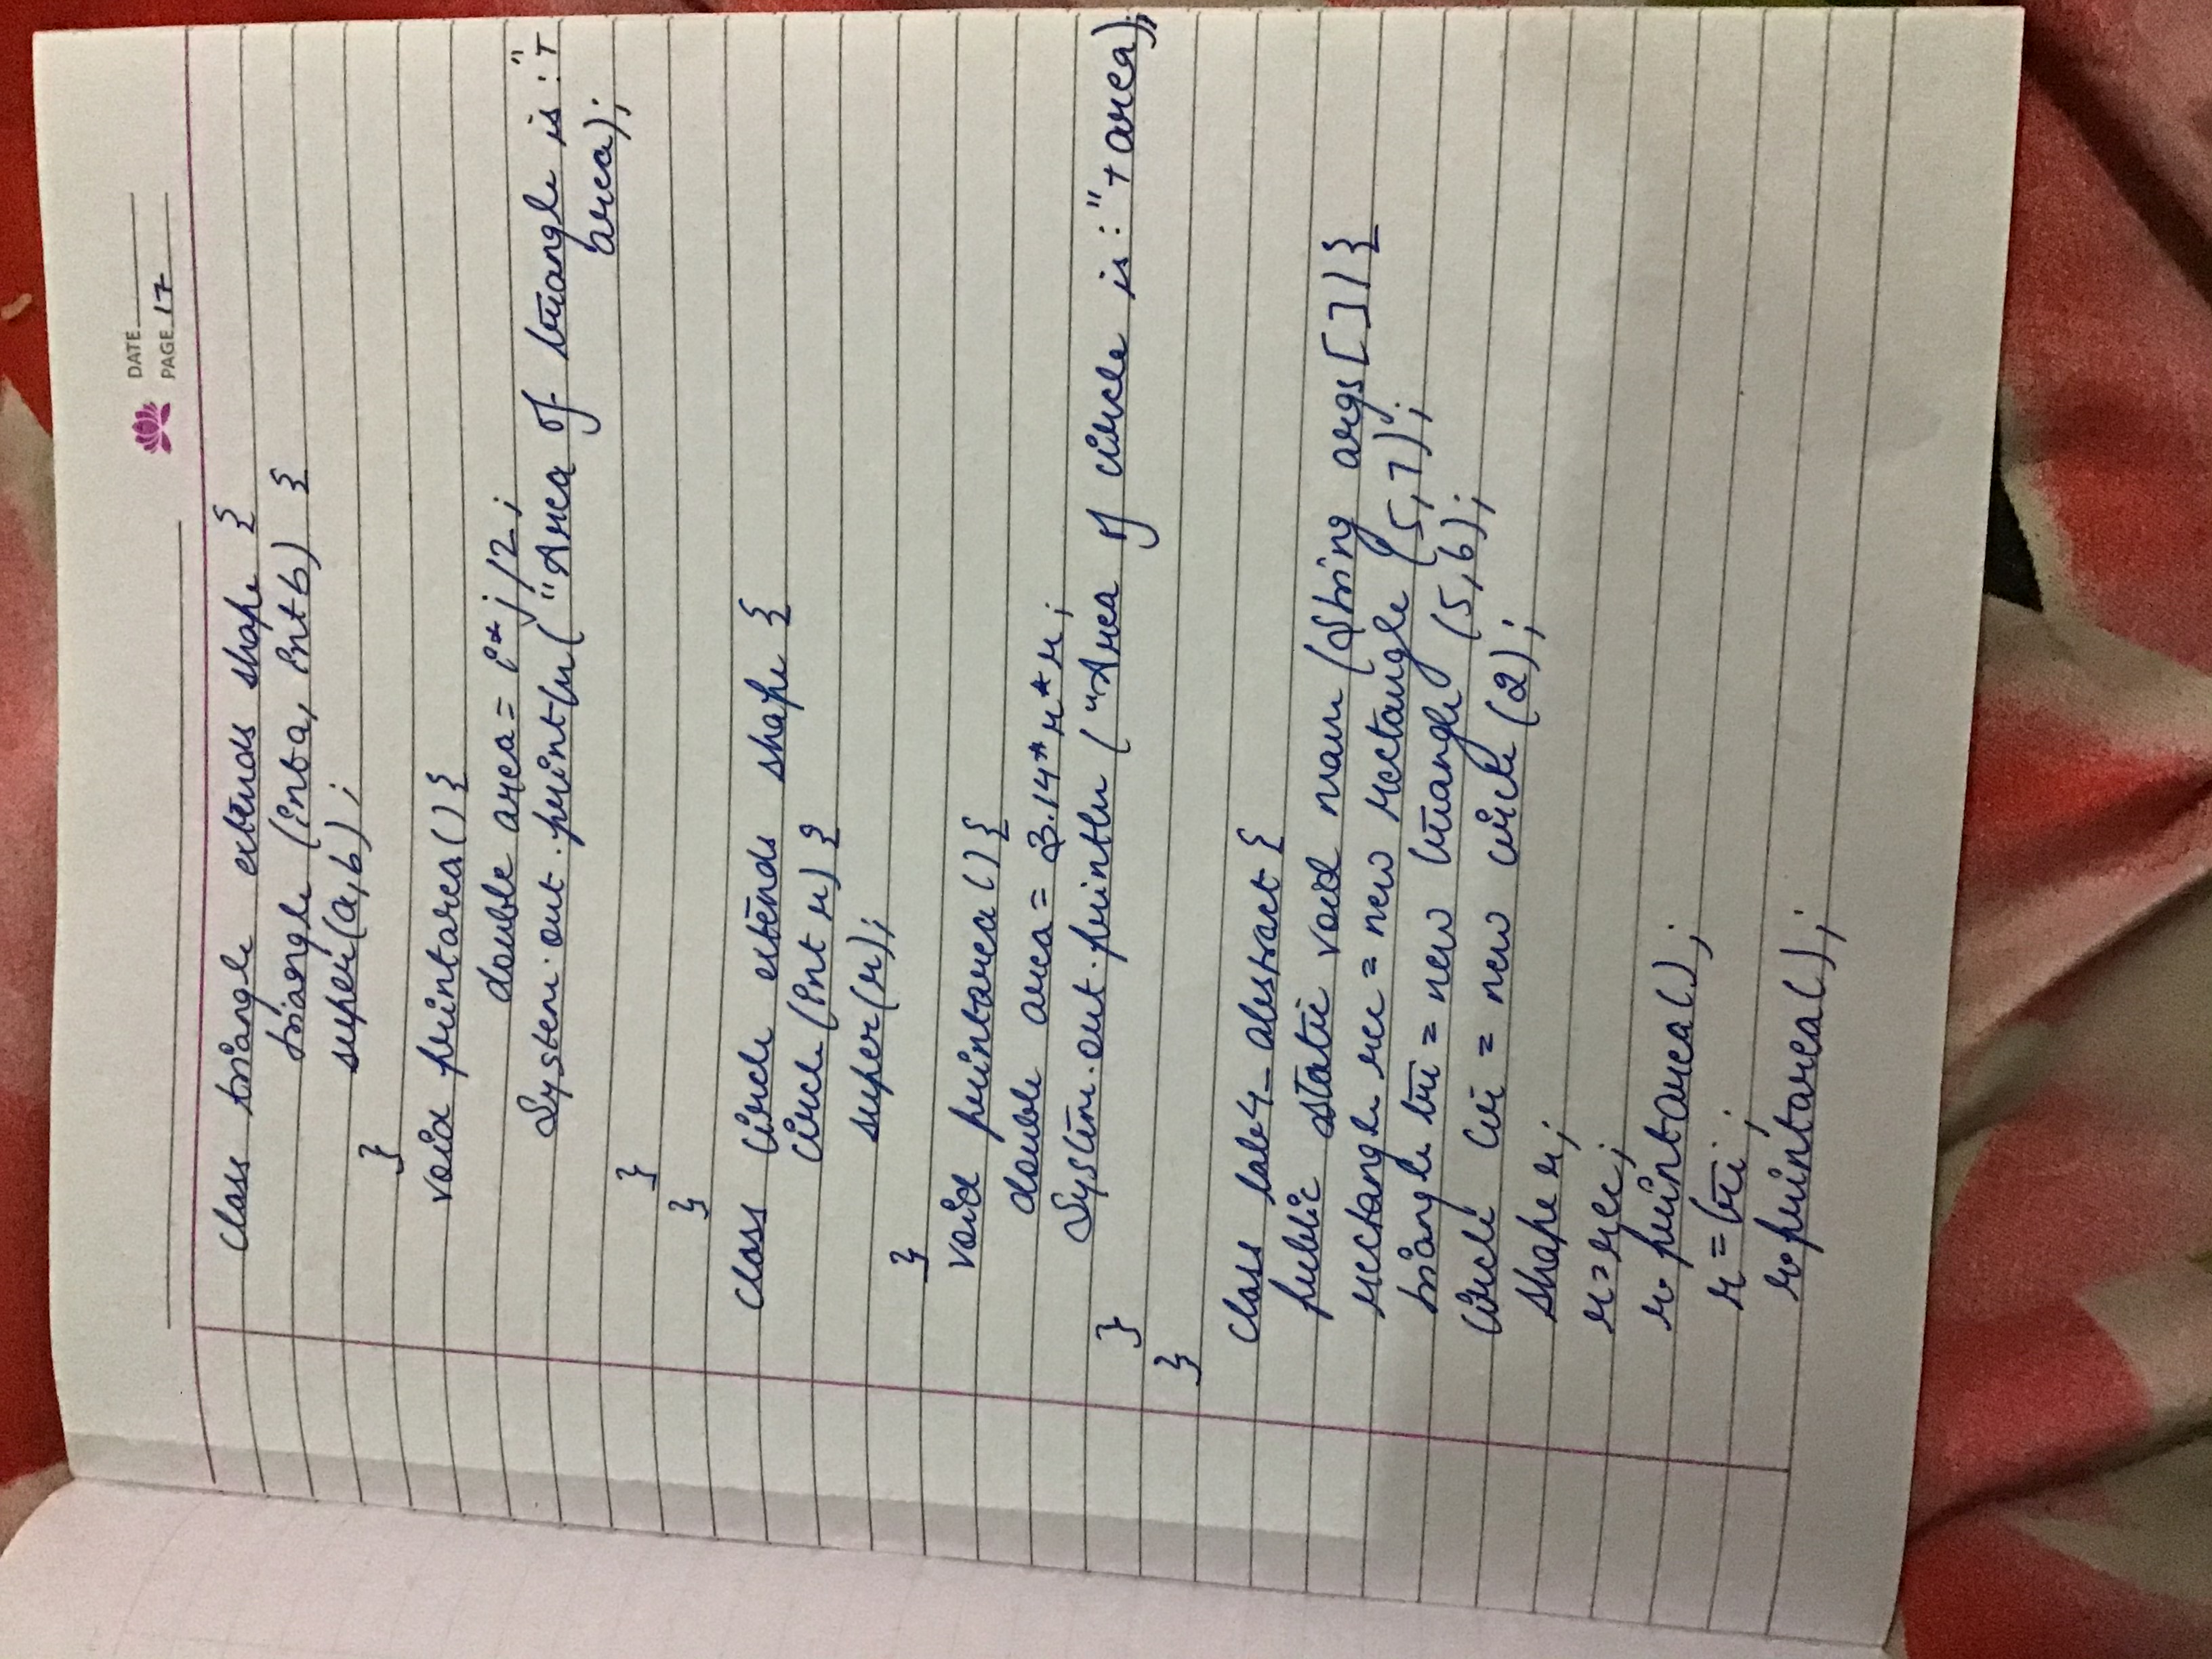 DATE
PAGE 17
class triangle extends shape {
triangle (int a, int b) {
super(a,b);
}
void printarea(){
double area = i*j/2;
System.out.println("Area of triangle is:"+
area);
}
}
class circle extends shape {
circle (int r) {
super(r);
}
void printarea(){
double area = 3.14*r*r;
System.out.println ("Area of circle is:"+area);
}
}
class lab4_abstract {
public static void main (String args[]){
rectangle rec = new rectangle (5,7);
triangle tri = new triangle (5,6);
circle cir = new circle (2);
shape r;
r=rec;
r.printarea();
r=tri;
r.printarea();